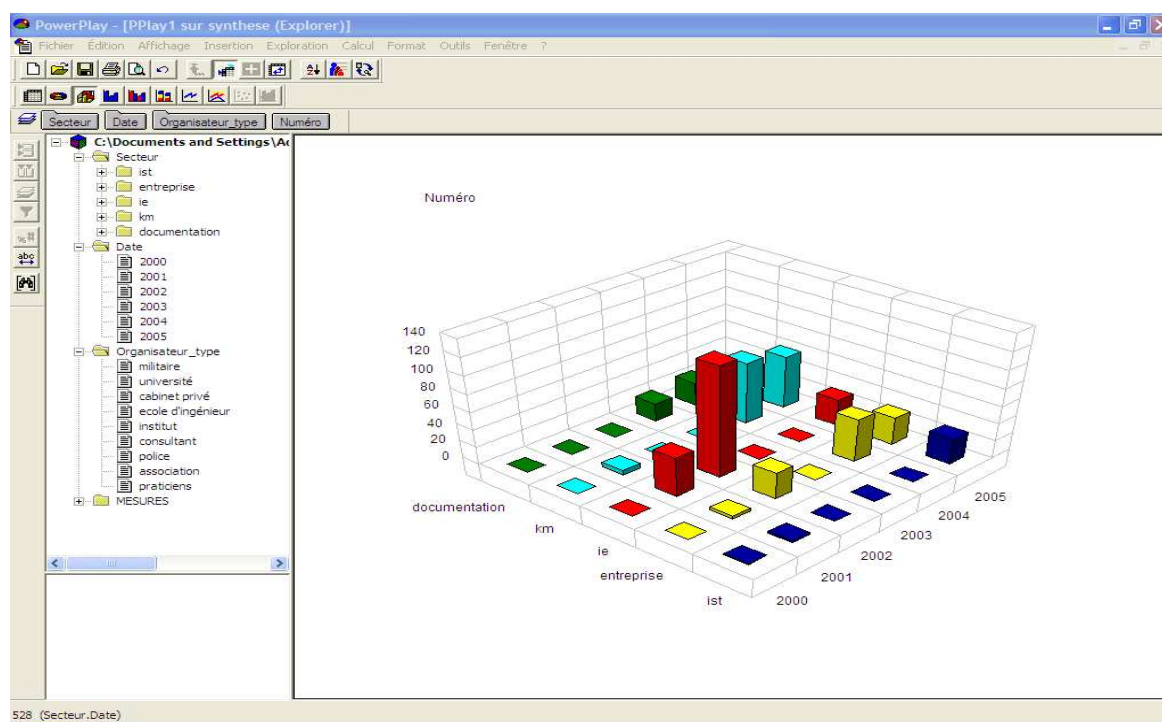 PowerPlay - [PPlay1 sur synthese (Explorer)]
Fichier Édition Affichage Insertion Exploration Calcul Format Outils Fenêtre ?
Secteur Date Organisateur_type Numéro
C:\Documents and Settings\Ac
Secteur
ist
entreprise
ie
km
documentation
Date
2000
2001
2002
2003
2004
2005
Organisateur_type
militaire
université
cabinet privé
ecole d'ingénieur
institut
consultant
police
association
praticiens
MESURES
Numéro
140
120
100
80
60
40
20
0
documentation
km
ie
entreprise
ist
2000
2001
2002
2003
2004
2005
528 (Secteur.Date)